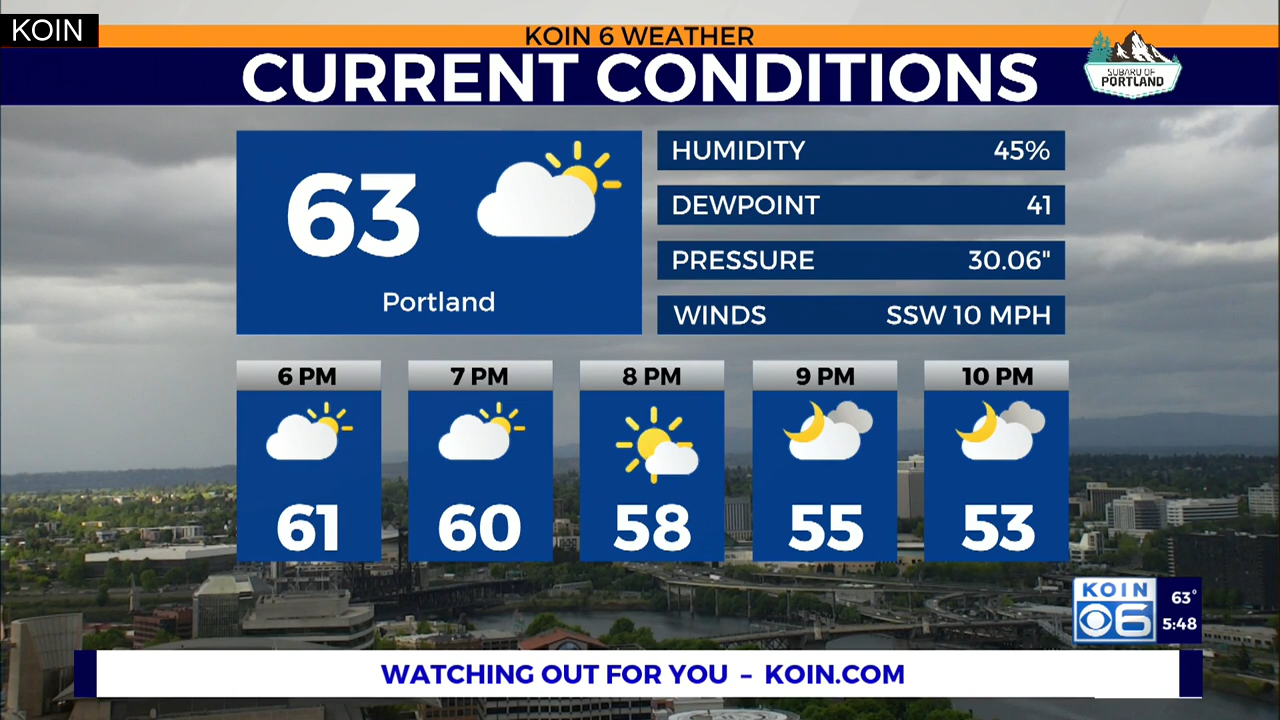 KOIN
KOIN 6 WEATHER
CURRENT CONDITIONS
SUBARU OF
PORTLAND
63
Portland
HUMIDITY 45%
DEWPOINT 41
PRESSURE 30.06"
WINDS SSW 10 MPH
6 PM 7 PM 8 PM 9 PM 10 PM
61 60 58 55 53
KOIN
6
63°
5:48
WATCHING OUT FOR YOU - KOIN.COM